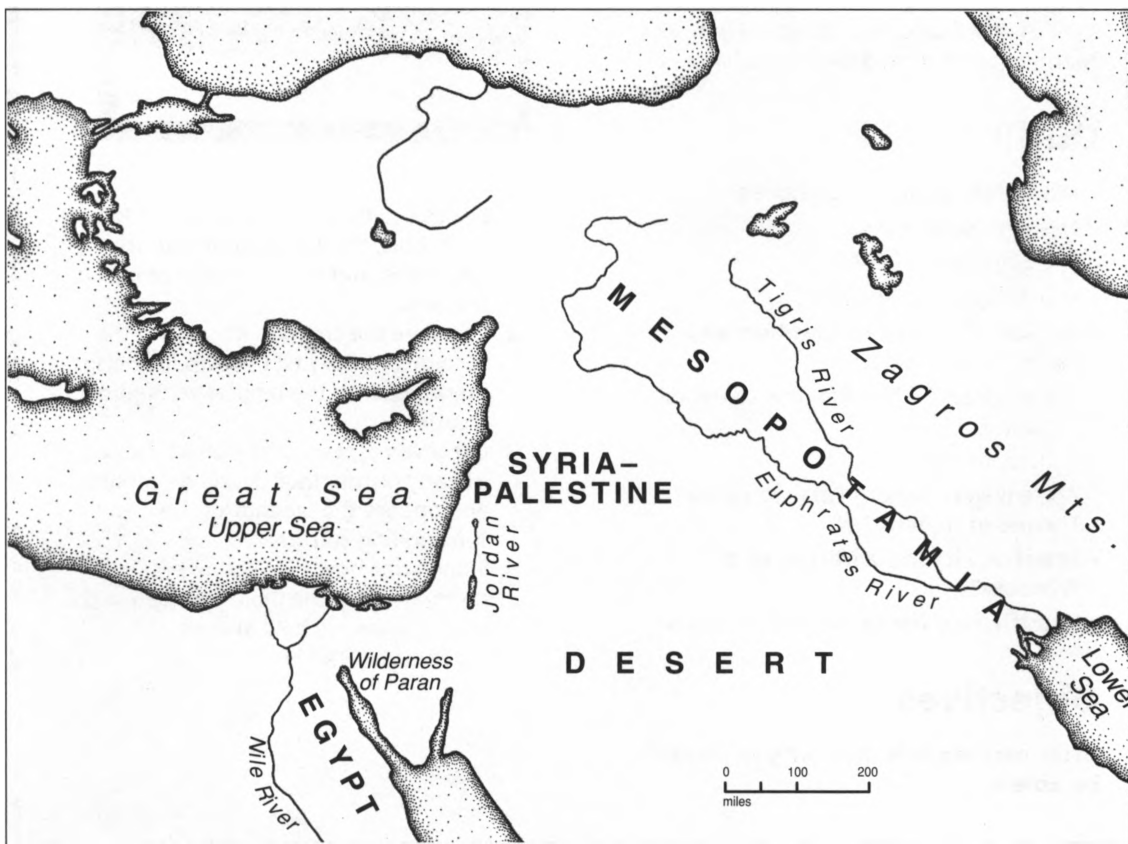 MESOPOTAMIA
Tigris River
Zagros Mts.
Great Sea
Upper Sea
SYRIA–
PALESTINE
Euphrates River
Jordan
River
DESERT
Wilderness
of Paran
EGYPT
Nile River
Lower
Sea
0 100 200
miles